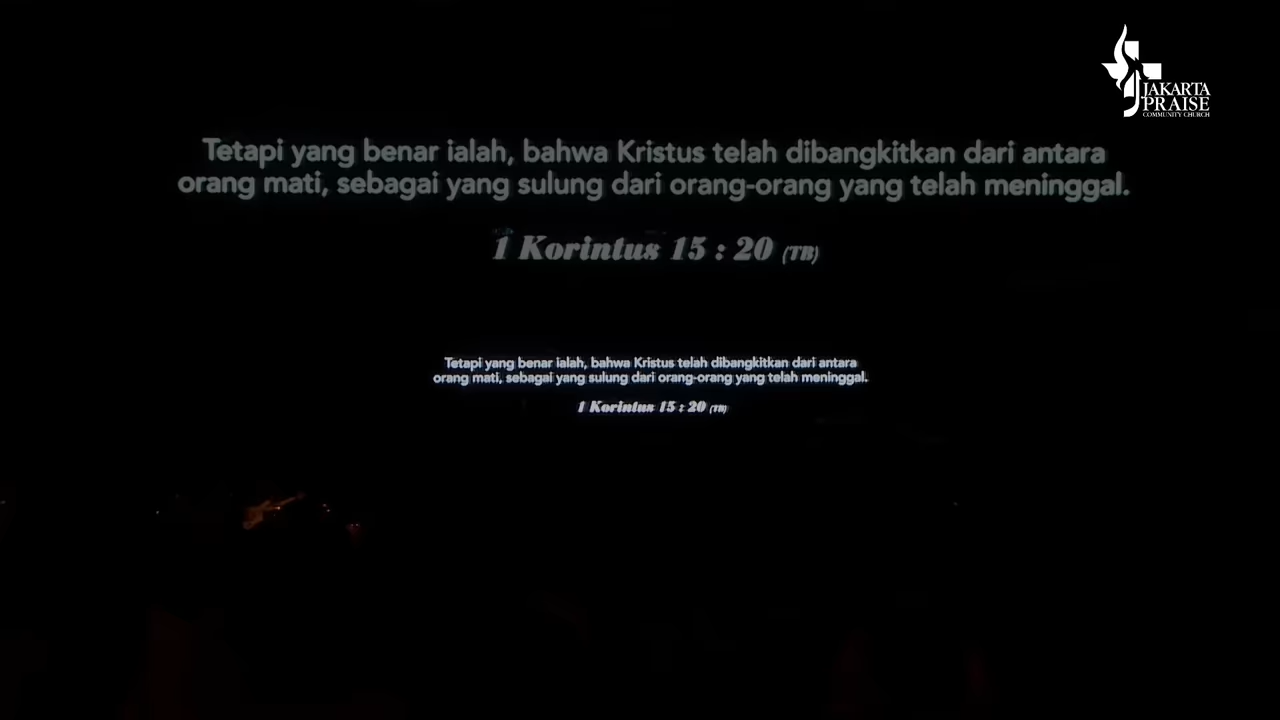 JAKARTA
PRAISE
COMMUNITY CHURCH
Tetapi yang benar ialah, bahwa Kristus telah dibangkitkan dari antara
orang mati, sebagai yang sulung dari orang-orang yang telah meninggal.
1 Korintus 15 : 20 (TB)
Tetapi yang benar ialah, bahwa Kristus telah dibangkitkan dari antara
orang mati, sebagai yang sulung dari orang-orang yang telah meninggal.
1 Korintus 15 : 20 (TB)